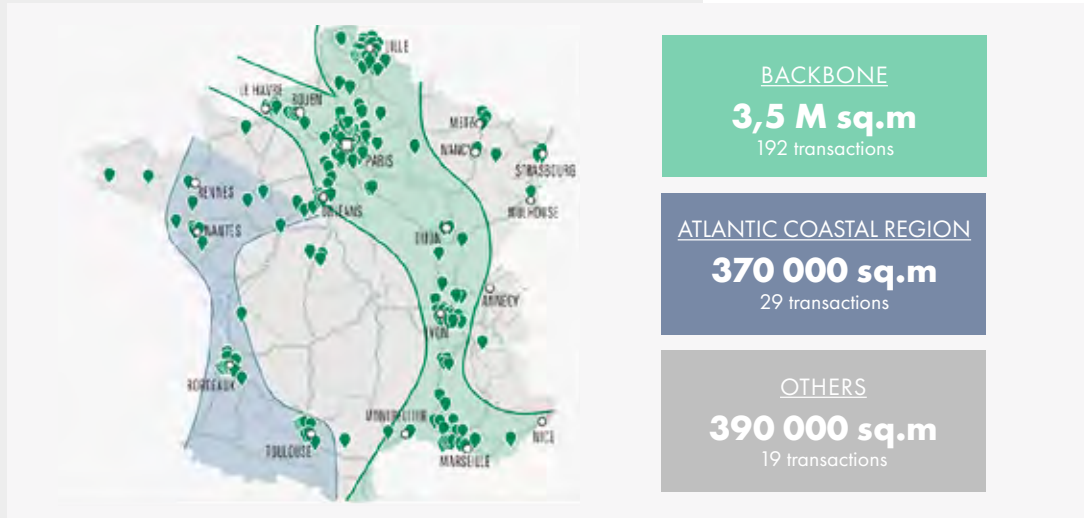 LILLE
LE HAVRE
ROUEN
METZ
NANCY
PARIS
STRASBOURG
RENNES
ORLEANS
MULHOUSE
NANTES
DIJON
ANNECY
LYON
BORDEAUX
MONTPELLIER
TOULOUSE
MARSEILLE
NICE
BACKBONE
3,5 M sq.m
192 transactions
ATLANTIC COASTAL REGION
370 000 sq.m
29 transactions
OTHERS
390 000 sq.m
19 transactions